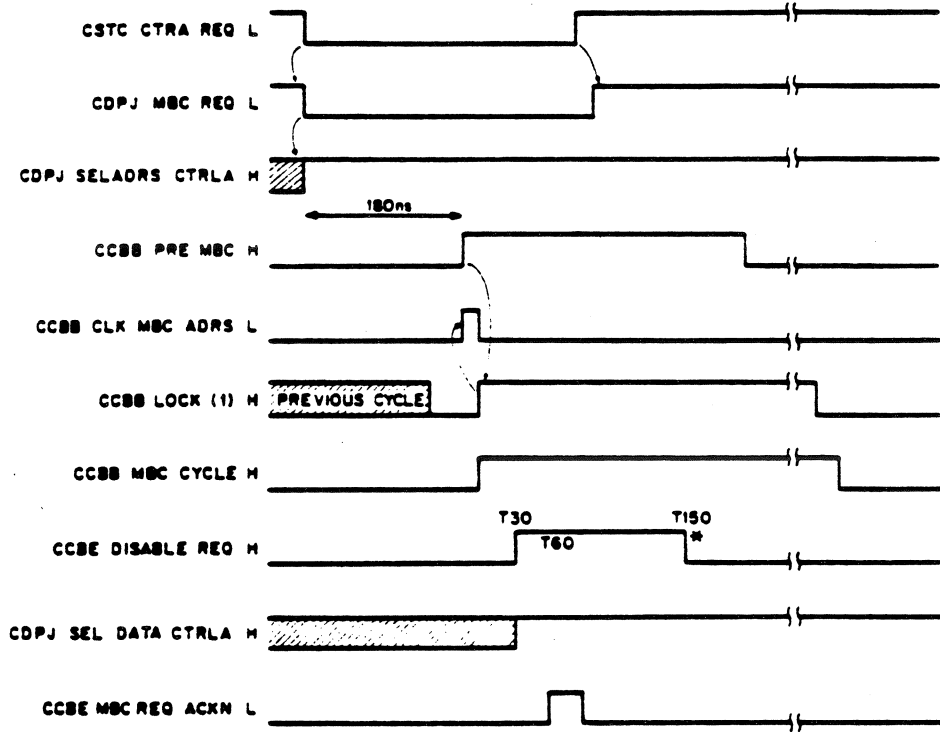 CSTC CTRA REQ L
CDPJ MBC REQ L
CDPJ SELADRS CTRLA H
180ns
CCBB PRE MBC H
CCBB CLK MBC ADRS L
CCBB LOCK (1) H
PREVIOUS CYCLE
CCBB MBC CYCLE H
T30
T150
CCBE DISABLE REQ H
T60
*
CDPJ SEL DATA CTRLA H
CCBE MBC REQ ACKN L